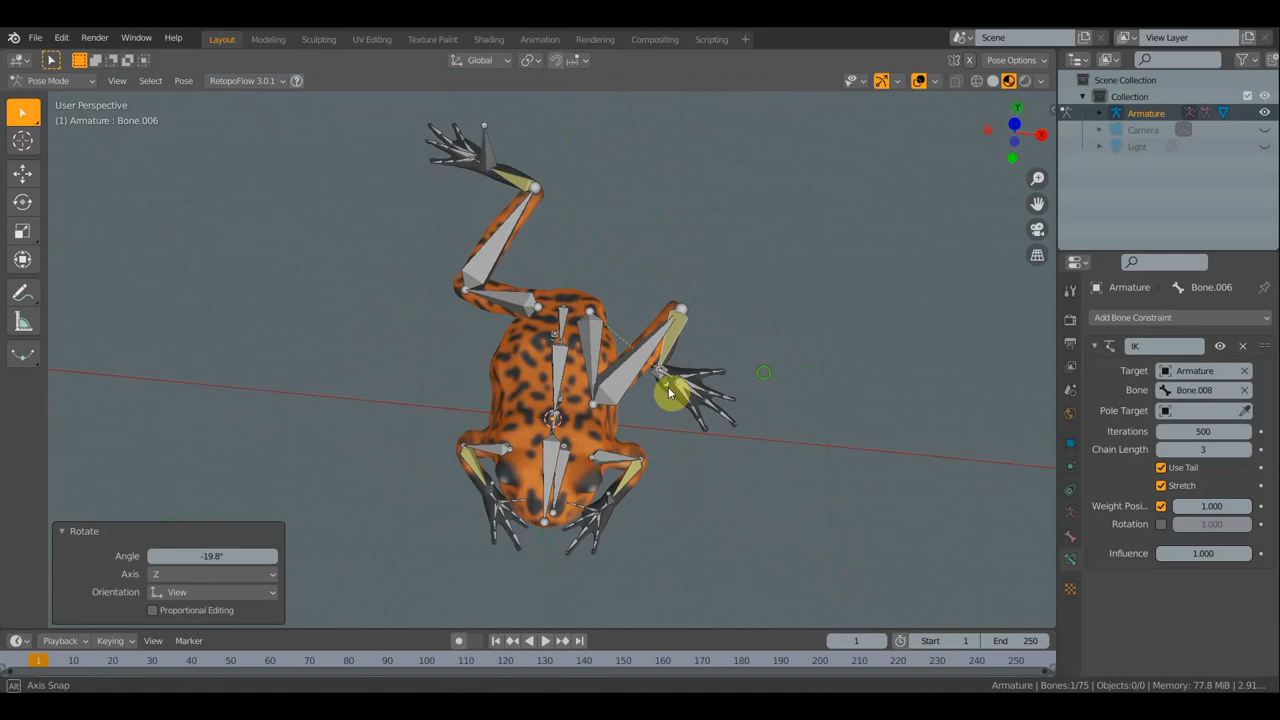 File Edit Render Window Help Layout Modeling Sculpting UV Editing Texture Paint Shading Animation Rendering Compositing Scripting + Scene View Layer
Global Pose Options
Pose Mode View Select Pose RetopoFlow 3.0.1 Scene Collection
Collection
User Perspective
(1) Armature : Bone.006
Armature
Camera
Light
Y
X
Z
Armature Bone.006
Add Bone Constraint
IK
Target Armature
Bone Bone.008
Pole Target
Iterations 500
Chain Length 3
Use Tail
Stretch
Weight Posi... 1.000
Rotation 1.000
Influence 1.000
Rotate
Angle -19.8°
Axis Z
Orientation View
Proportional Editing
Playback Keying View Marker 1 Start 1 End 250
1 10 20 30 40 50 60 70 80 90 100 110 120 130 140 150 160 170 180 190 200 210 220 230 240 250
Alt Axis Snap Armature | Bones:1/75 | Objects:0/0 | Memory: 77.8 MiB | 2.91...